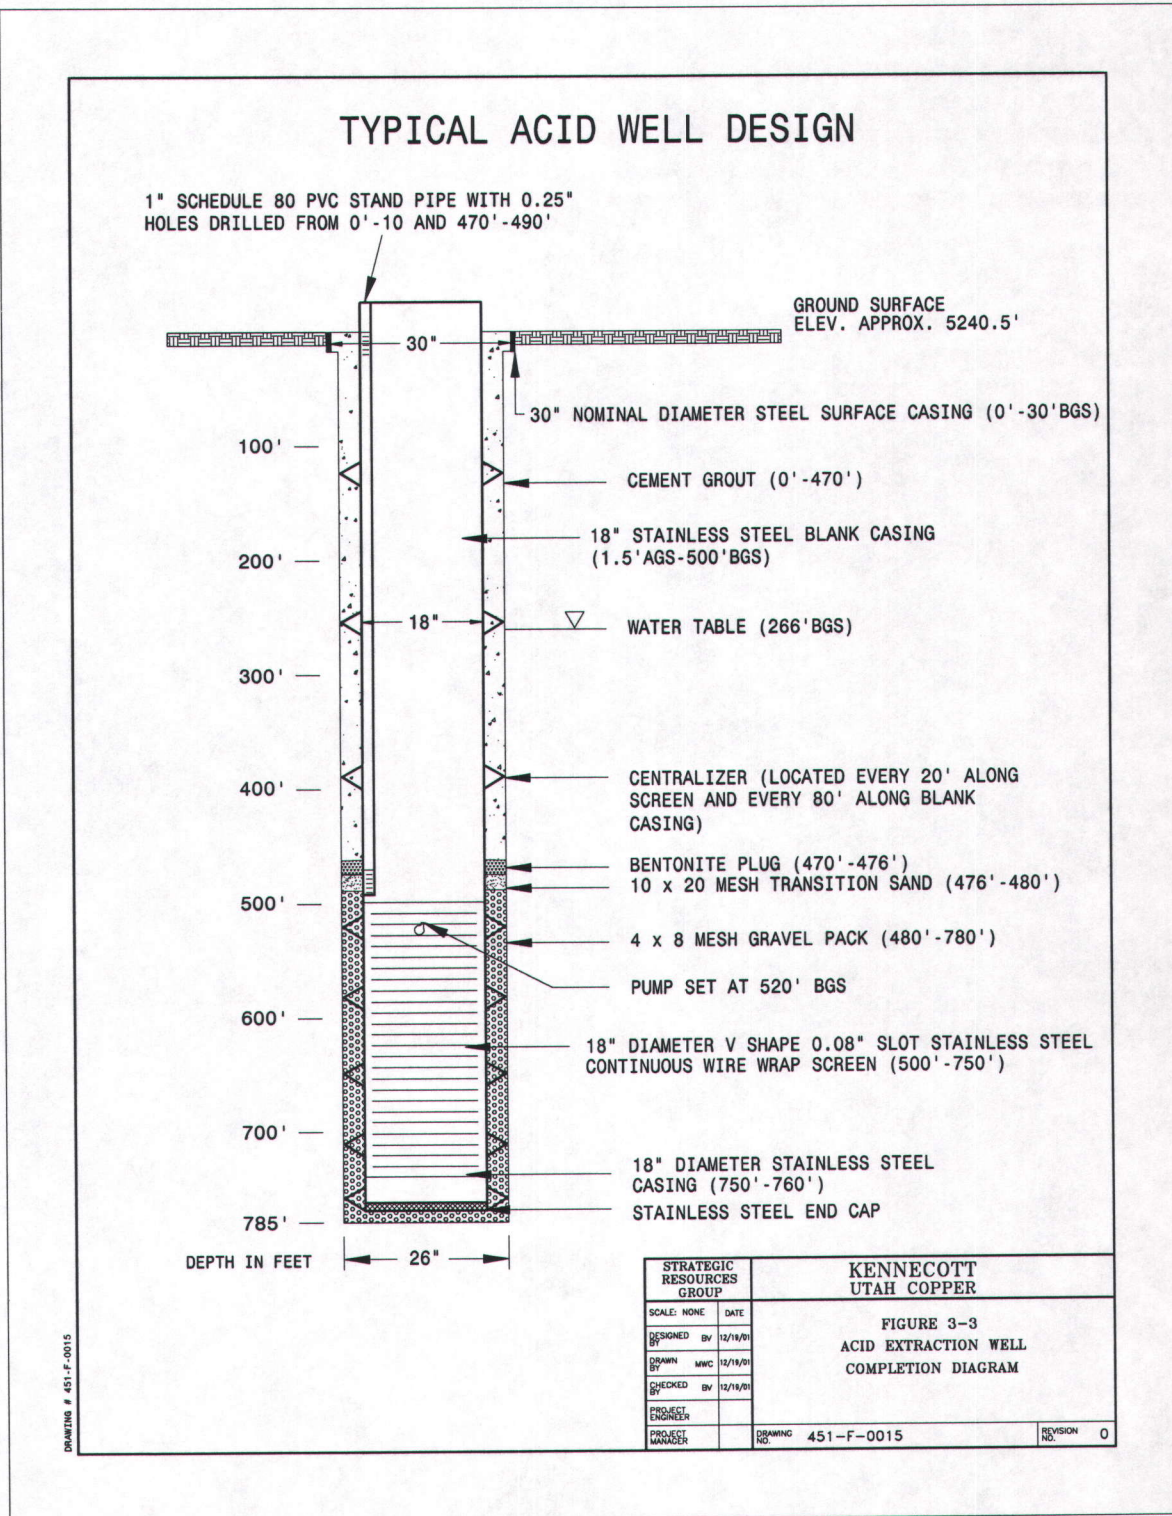 TYPICAL ACID WELL DESIGN
1" SCHEDULE 80 PVC STAND PIPE WITH 0.25"
HOLES DRILLED FROM 0'-10 AND 470'-490'
GROUND SURFACE
ELEV. APPROX. 5240.5'
30"
30" NOMINAL DIAMETER STEEL SURFACE CASING (0'-30'BGS)
100'
CEMENT GROUT (0'-470')
18" STAINLESS STEEL BLANK CASING
(1.5'AGS-500'BGS)
200'
18"
WATER TABLE (266'BGS)
300'
CENTRALIZER (LOCATED EVERY 20' ALONG
SCREEN AND EVERY 80' ALONG BLANK
CASING)
400'
BENTONITE PLUG (470'-476')
10 x 20 MESH TRANSITION SAND (476'-480')
500'
4 x 8 MESH GRAVEL PACK (480'-780')
PUMP SET AT 520' BGS
600'
18" DIAMETER V SHAPE 0.08" SLOT STAINLESS STEEL
CONTINUOUS WIRE WRAP SCREEN (500'-750')
700'
18" DIAMETER STAINLESS STEEL
CASING (750'-760')
STAINLESS STEEL END CAP
785'
DEPTH IN FEET
26"
STRATEGIC
RESOURCES
GROUP
KENNECOTT
UTAH COPPER
SCALE: NONE DATE
DESIGNED BY BV 12/19/01
DRAWN BY MWC 12/19/01
CHECKED BY BV 12/19/01
PROJECT ENGINEER
PROJECT MANAGER
FIGURE 3-3
ACID EXTRACTION WELL
COMPLETION DIAGRAM
DRAWING NO. 451-F-0015
REVISION NO. 0
DRAWING # 451-F-0015